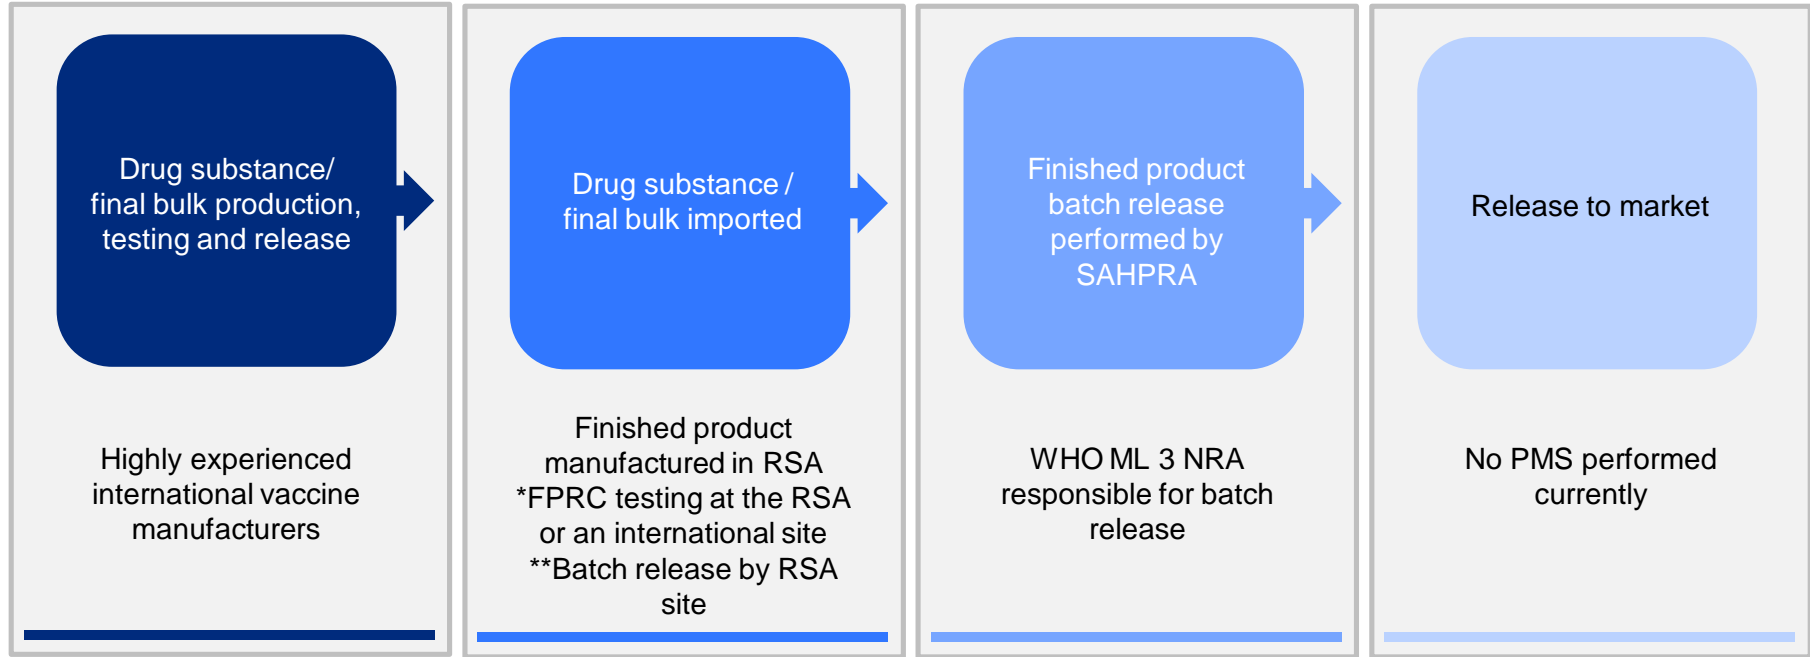 Drug substance/
final bulk production,
testing and release
Highly experienced
international vaccine
manufacturers
Drug substance /
final bulk imported
Finished product
manufactured in RSA
*FPRC testing at the RSA
or an international site
**Batch release by RSA
site
Finished product
batch release
performed by
SAHPRA
WHO ML 3 NRA
responsible for batch
release
Release to market
No PMS performed
currently